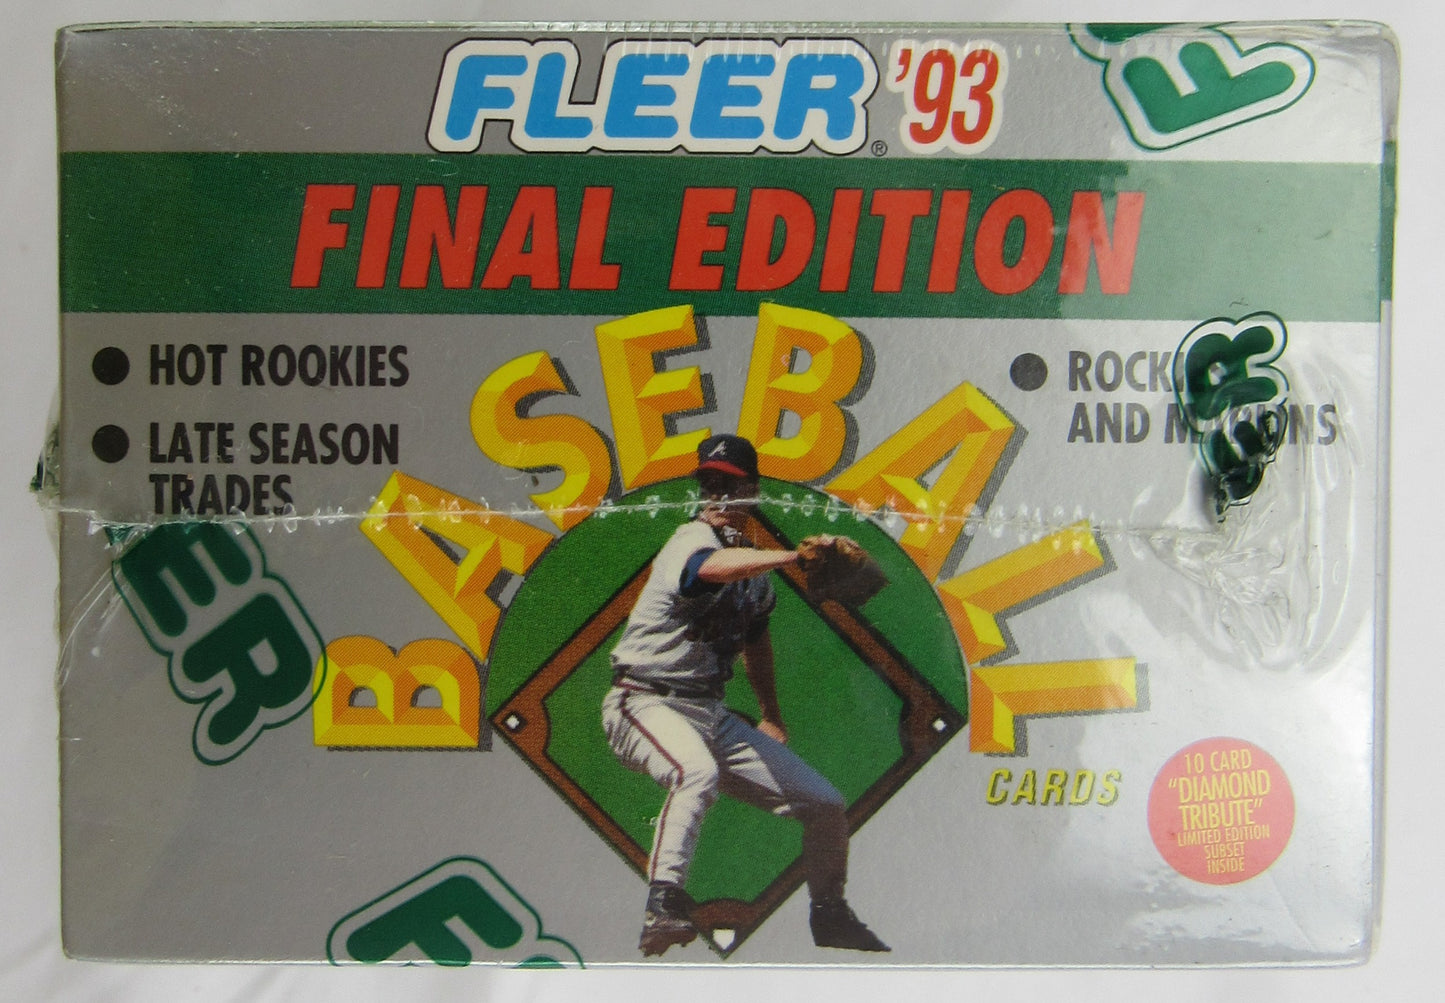 FLEER® '93
FINAL EDITION
HOT ROOKIES
LATE SEASON
TRADES
BASEBALL
CARDS
AND
10 CARD
"DIAMOND
TRIBUTE"
LIMITED EDITION
SUBSET
INSIDE